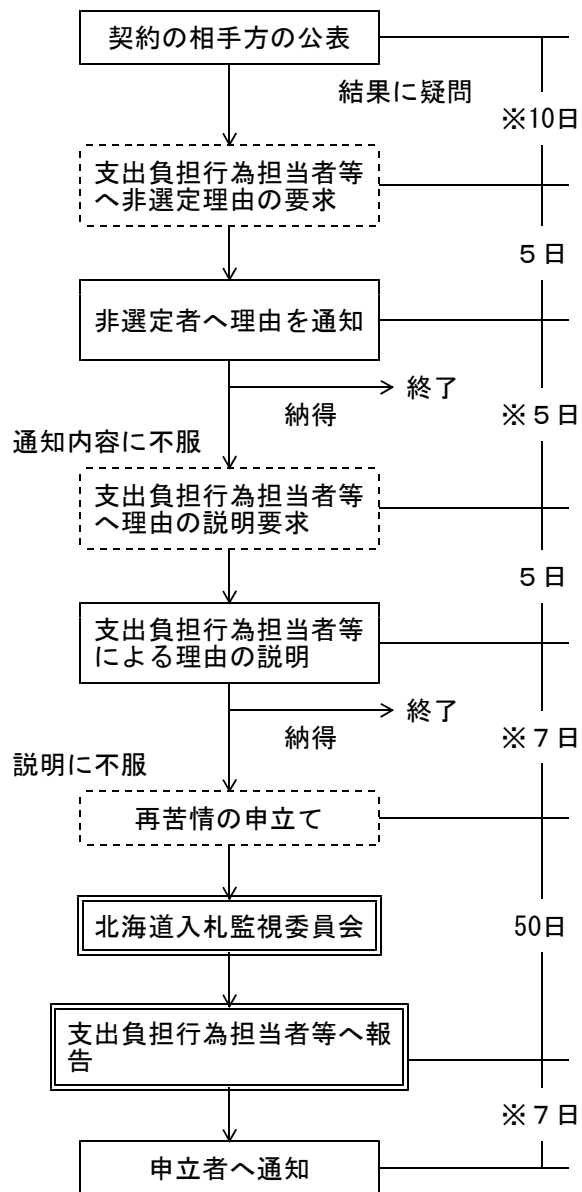 契約の相手方の公表
結果に疑問
※10日
支出負担行為担当者等
へ非選定理由の要求
５日
非選定者へ理由を通知
終了
納得
※５日
通知内容に不服
支出負担行為担当者等
へ理由の説明要求
５日
支出負担行為担当者等
による理由の説明
終了
納得
※７日
説明に不服
再苦情の申立て
北海道入札監視委員会
50日
支出負担行為担当者等へ報
告
※７日
申立者へ通知